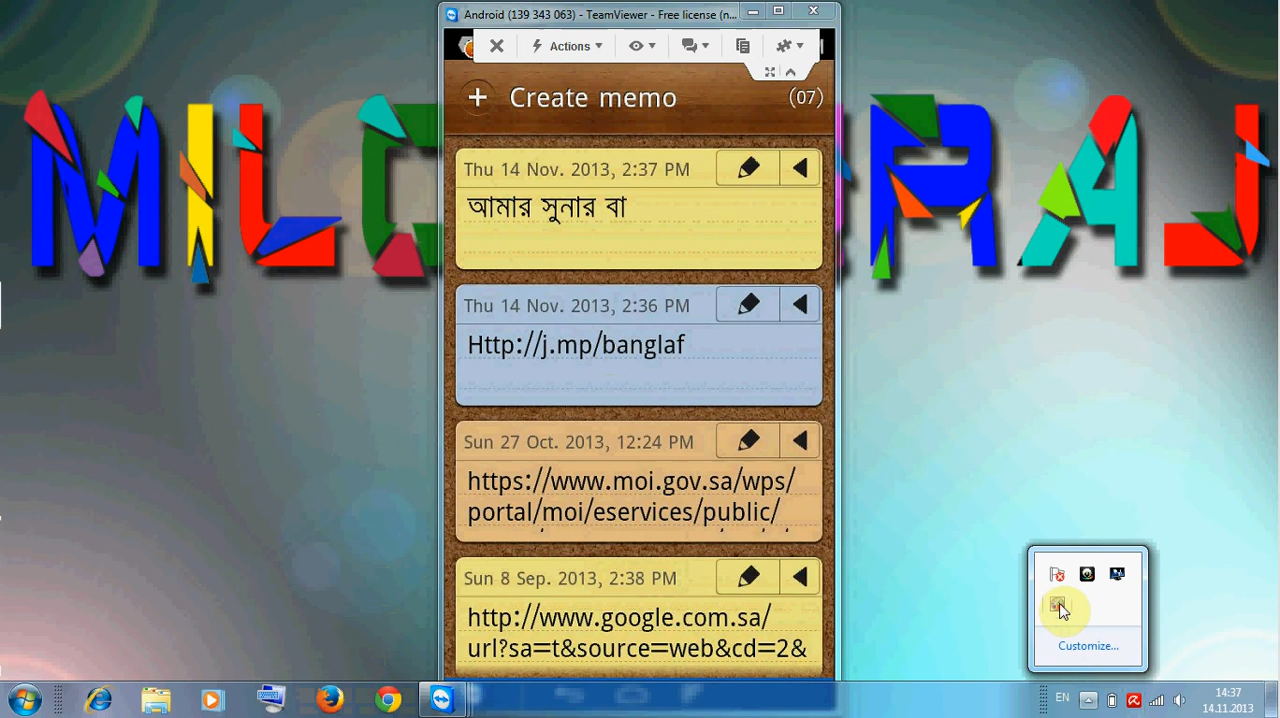 Android (139 343 063) - TeamViewer - Free license (n...
Actions
Create memo
(07)
Thu 14 Nov. 2013, 2:37 PM
আমার সুনার বা
Thu 14 Nov. 2013, 2:36 PM
Http://j.mp/banglaf
Sun 27 Oct. 2013, 12:24 PM
https://www.moi.gov.sa/wps/
portal/moi/eservices/public/
Sun 8 Sep. 2013, 2:38 PM
http://www.google.com.sa/
url?sa=t&source=web&cd=2&
Customize...
EN
14:37
14.11.2013